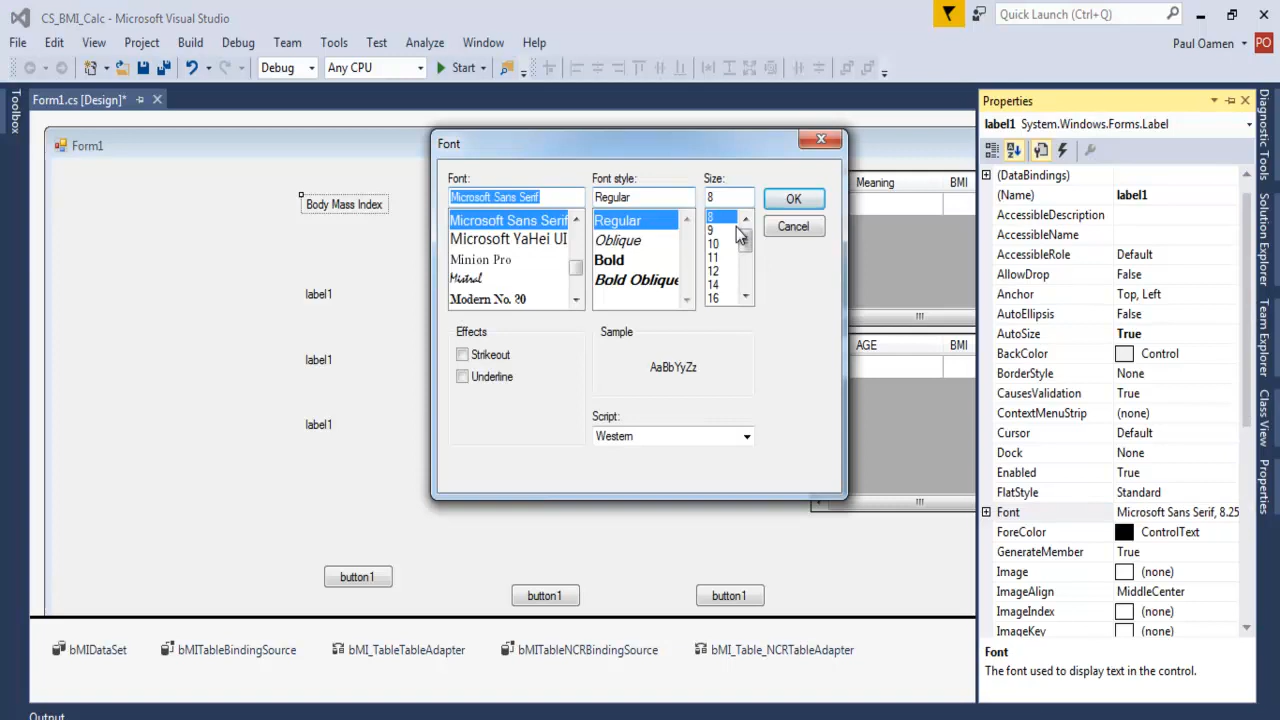 CS_BMI_Calc - Microsoft Visual Studio
Quick Launch (Ctrl+Q)
File Edit View Project Build Debug Team Tools Test Analyze Window Help
Paul Oamen PO
Debug Any CPU Start
Form1.cs [Design]*
Toolbox
Form1
Body Mass Index
label1
label1
label1
button1
button1
button1
Meaning BMI
AGE BMI
Font
Font: Font style: Size:
Microsoft Sans Serif Regular 8
OK
Cancel
Microsoft Sans Serif
Microsoft YaHei UI
Minion Pro
Mistral
Modern No. 20
Regular
Oblique
Bold
Bold Oblique
8
9
10
11
12
14
16
Effects
Strikeout
Underline
Sample
AaBbYyZz
Script:
Western
bMIDataSet bMITableBindingSource bMI_TableTableAdapter bMITableNCRBindingSource bMI_Table_NCRTableAdapter
Output
Properties
label1 System.Windows.Forms.Label
(DataBindings)
(Name) label1
AccessibleDescription
AccessibleName
AccessibleRole Default
AllowDrop False
Anchor Top, Left
AutoEllipsis False
AutoSize True
BackColor Control
BorderStyle None
CausesValidation True
ContextMenuStrip (none)
Cursor Default
Dock None
Enabled True
FlatStyle Standard
Font Microsoft Sans Serif, 8.25
ForeColor ControlText
GenerateMember True
Image (none)
ImageAlign MiddleCenter
ImageIndex (none)
ImageKey (none)
Font
The font used to display text in the control.
Diagnostic Tools
Solution Explorer
Team Explorer
Class View
Properties